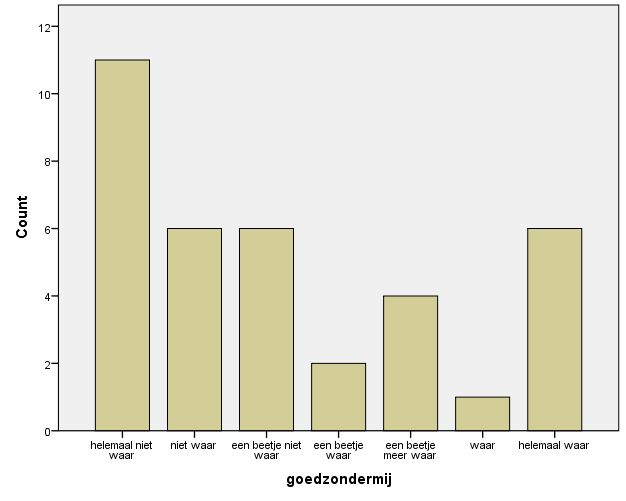 12
10
8
6
4
2
0
Count
helemaal niet
waar
niet waar
een beetje niet
waar
een beetje
waar
een beetje
meer waar
waar
helemaal waar
goedzondermij